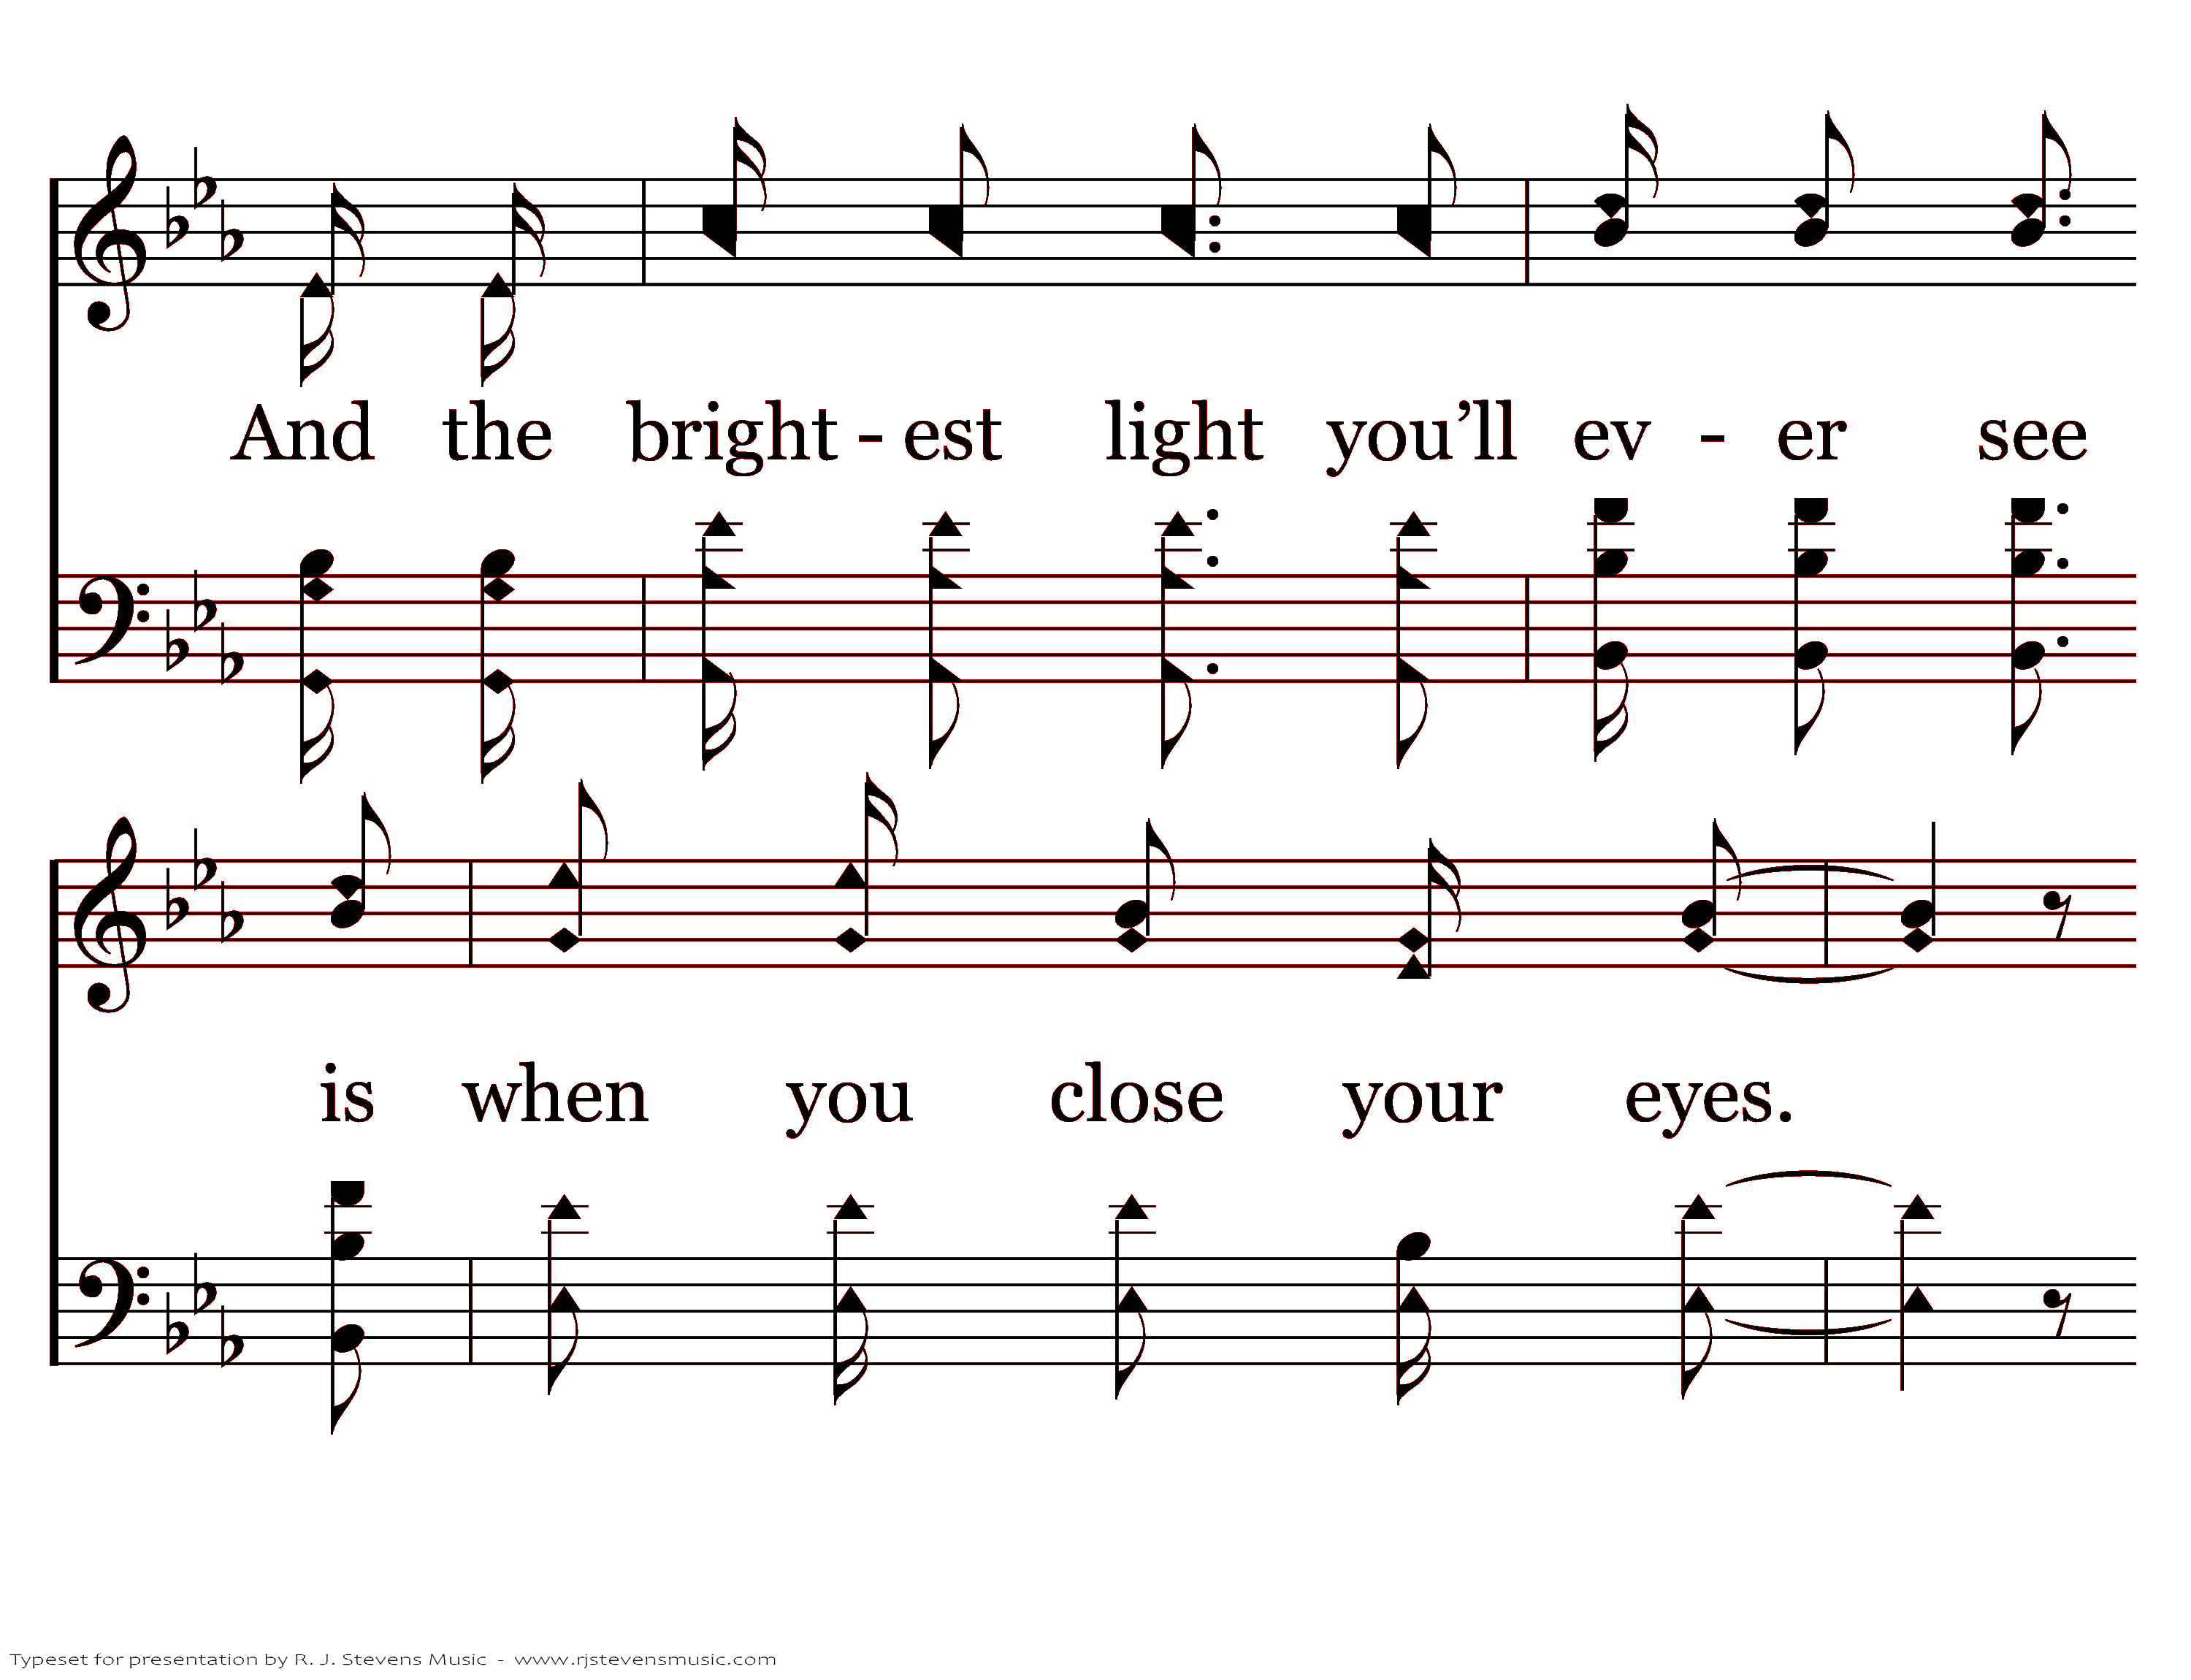 And the bright - est light you’ll ev - er see
is when you close your eyes.
Typeset for presentation by R. J. Stevens Music - www.rjstevensmusic.com